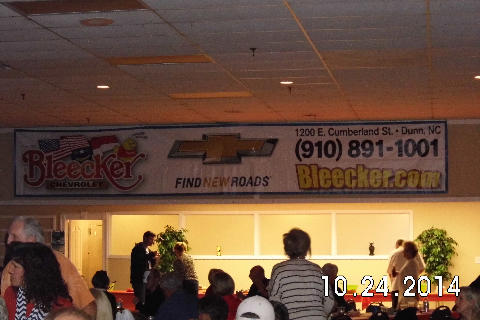 Bleecker
CHEVROLET
FIND NEW ROADS
1200 E. Cumberland St. • Dunn, NC
(910) 891-1001
Bleecker.com
10.24.2014